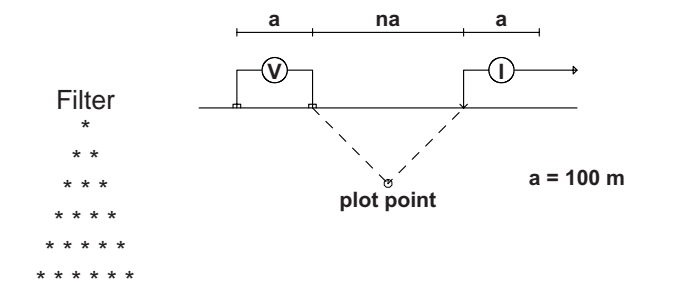 a na a
V I
Filter
*
* *
* * *
* * * *
* * * * *
* * * * * *
a = 100 m
plot point